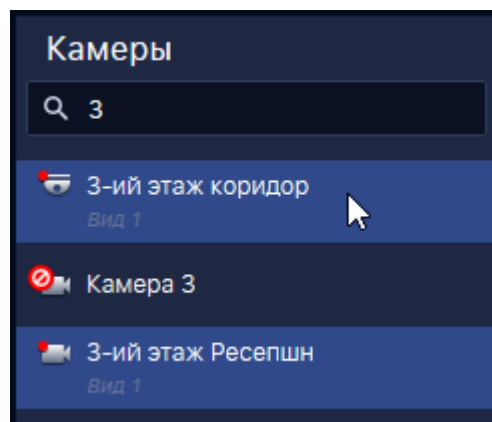 Камеры
3
3-ий этаж коридор
Вид 1
Камера 3
3-ий этаж Ресепшн
Вид 1